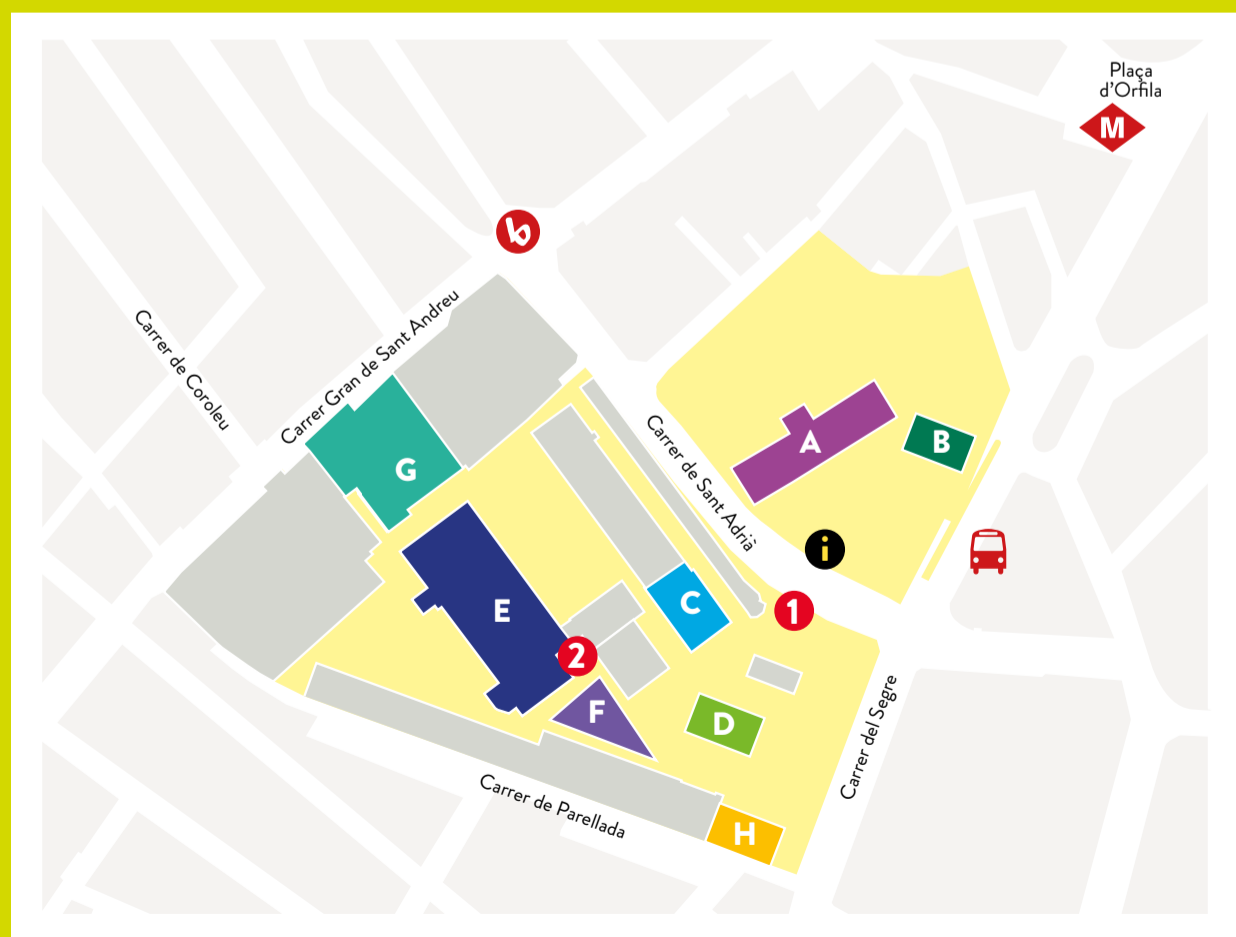 Plaça
d'Orfila
M
b
Carrer de Coroleu
Carrer Gran de Sant Andreu
Carrer de Sant Adrià
A
B
G
i
E
C
1
2
F
D
Carrer del Segre
Carrer de Parellada
H